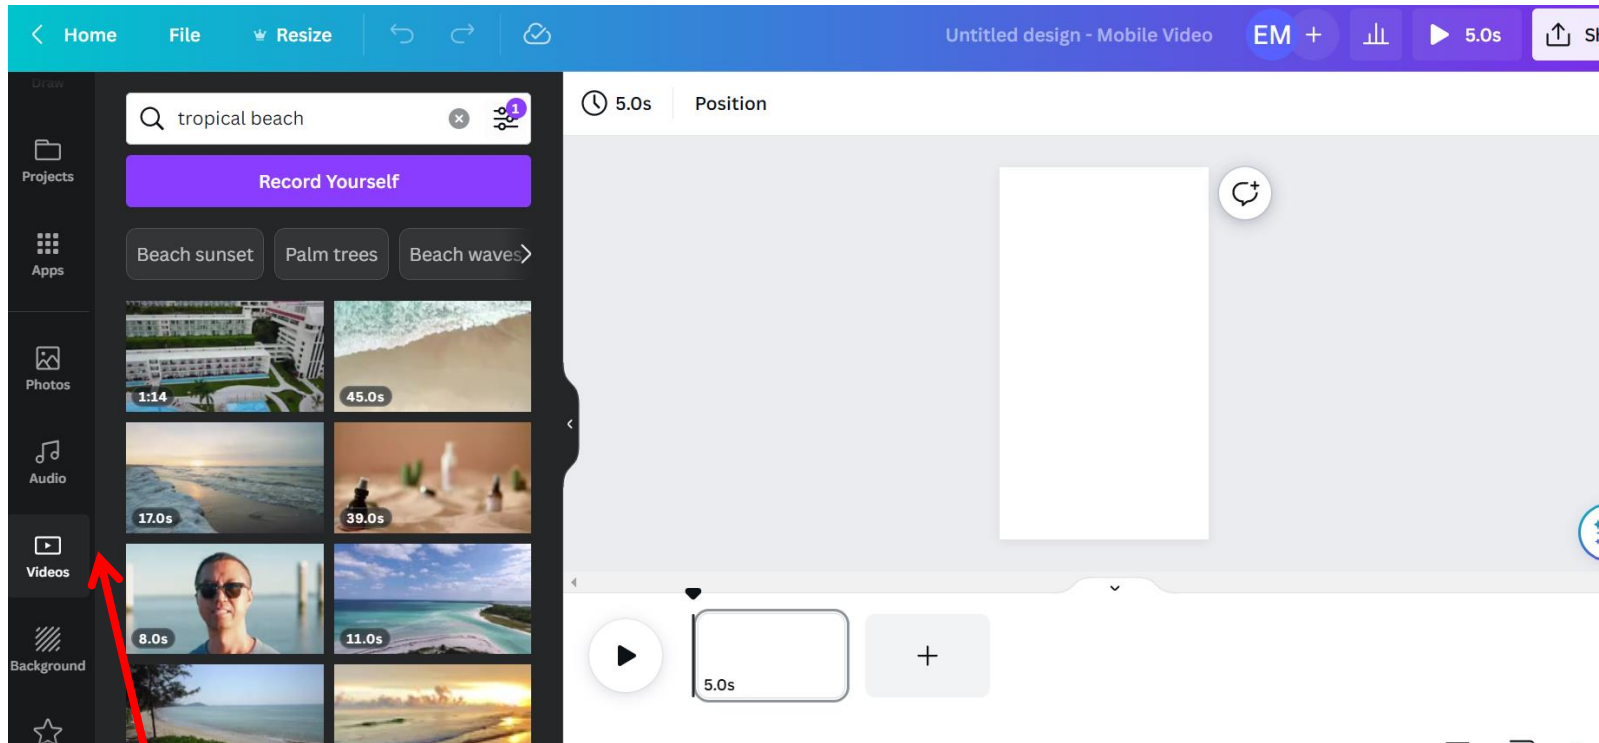 Home File Resize Untitled design - Mobile Video EM + 5.0s
Draw
Projects
Apps
Photos
Audio
Videos
Background
tropical beach
1
Record Yourself
Beach sunset Palm trees Beach waves
1:14 45.0s
17.0s 39.0s
8.0s 11.0s
5.0s Position
5.0s